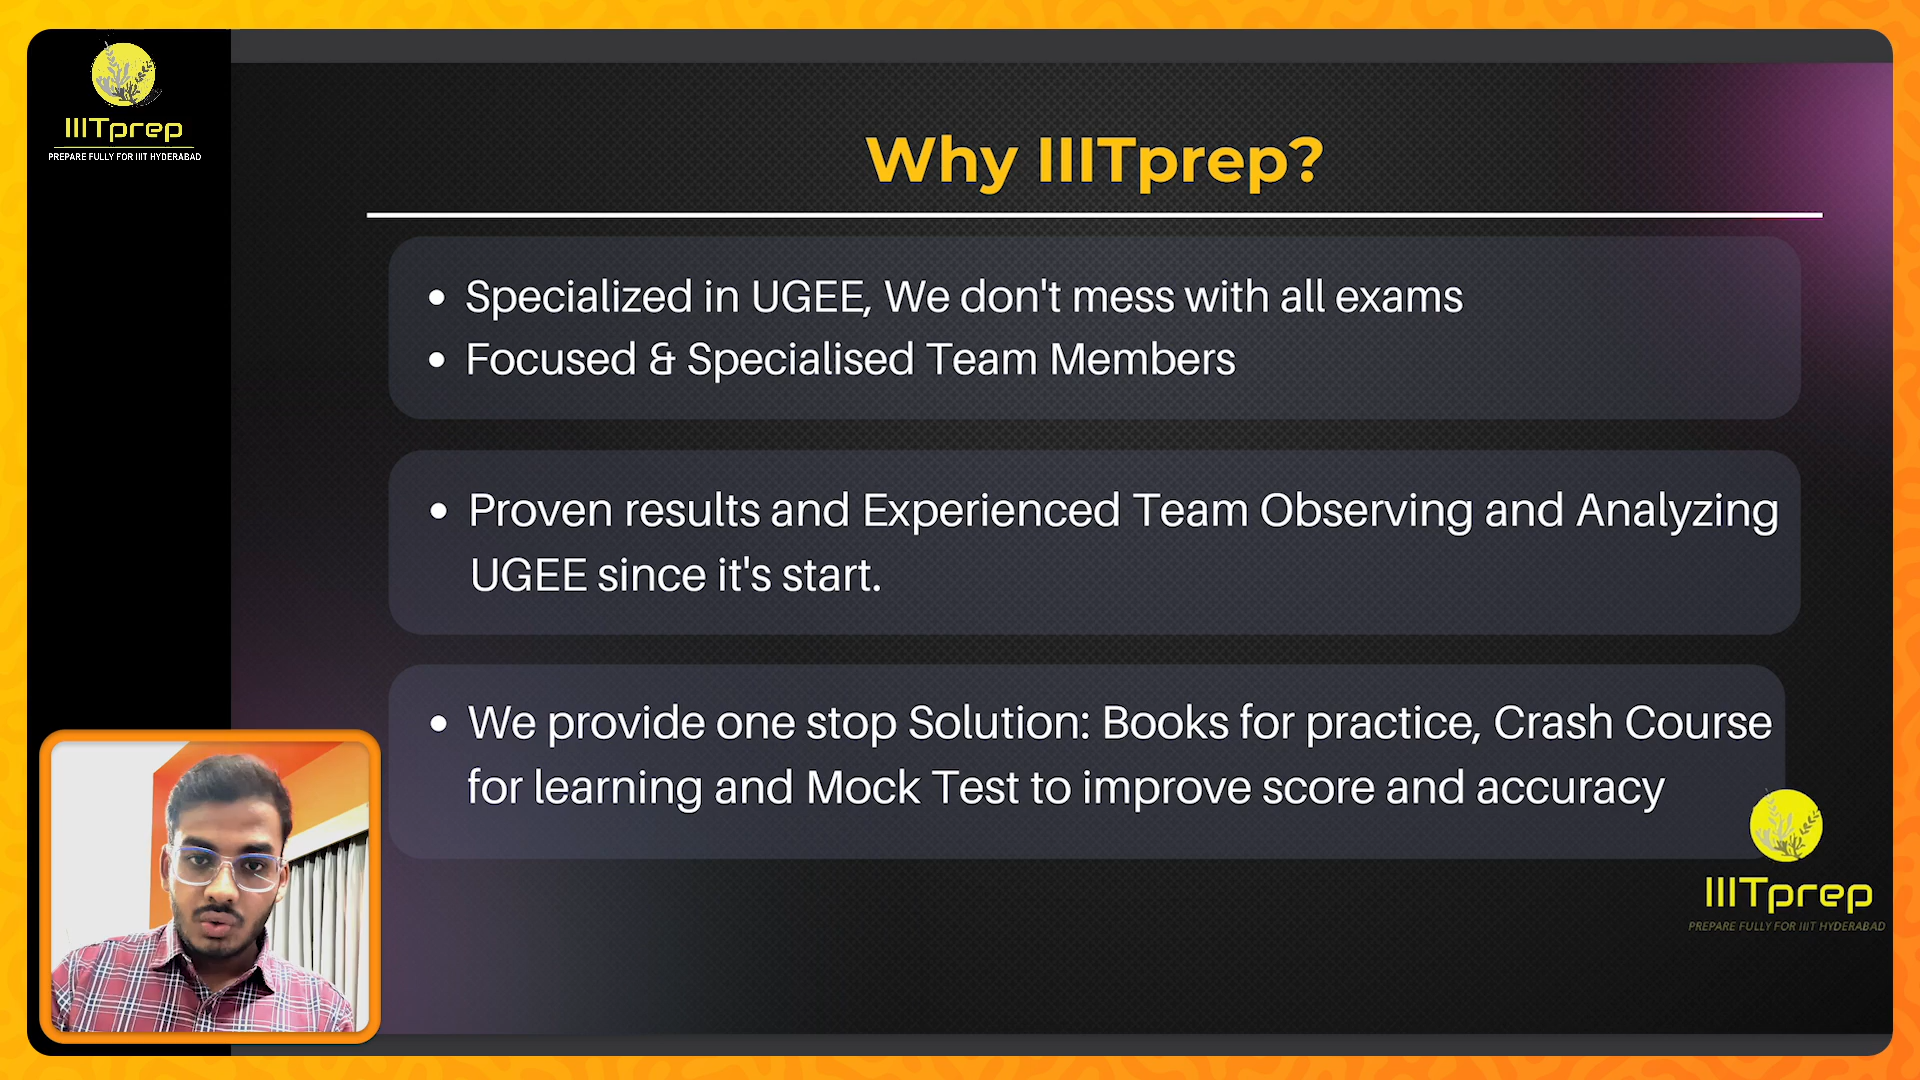 IIITprep
PREPARE FULLY FOR IIIT HYDERABAD
Why IIITprep?
Specialized in UGEE, We don't mess with all exams
Focused & Specialised Team Members
Proven results and Experienced Team Observing and Analyzing
UGEE since it's start.
We provide one stop Solution: Books for practice, Crash Course
for learning and Mock Test to improve score and accuracy
IIITprep
PREPARE FULLY FOR IIIT HYDERABAD